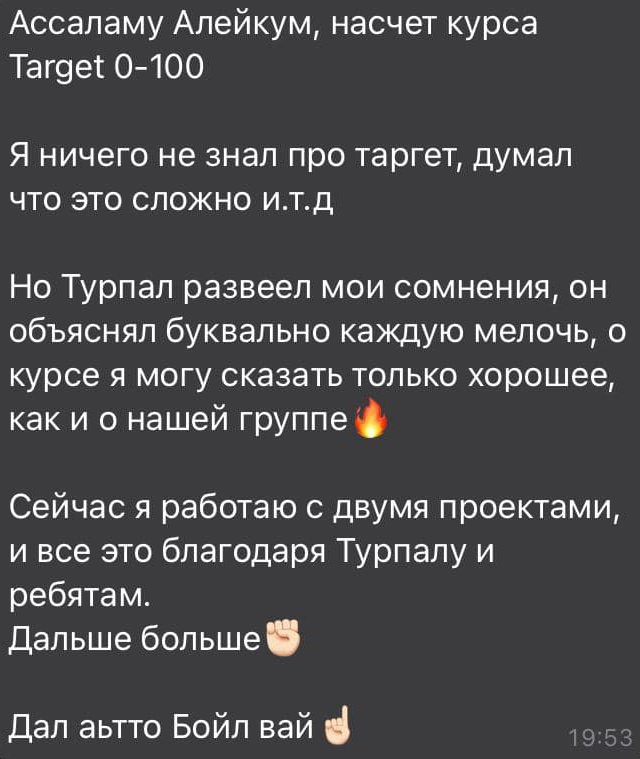 Ассаламу Алейкум, насчет курса
Target 0-100
Я ничего не знал про таргет, думал
что это сложно и.т.д
Но Турпал развеел мои сомнения, он
объяснял буквально каждую мелочь, о
курсе я могу сказать только хорошее,
как и о нашей группе🔥
Сейчас я работаю с двумя проектами,
и все это благодаря Турпалу и
ребятам.
Дальше больше✊🏻
Дал аьтто Бойл вай☝🏻
19:53